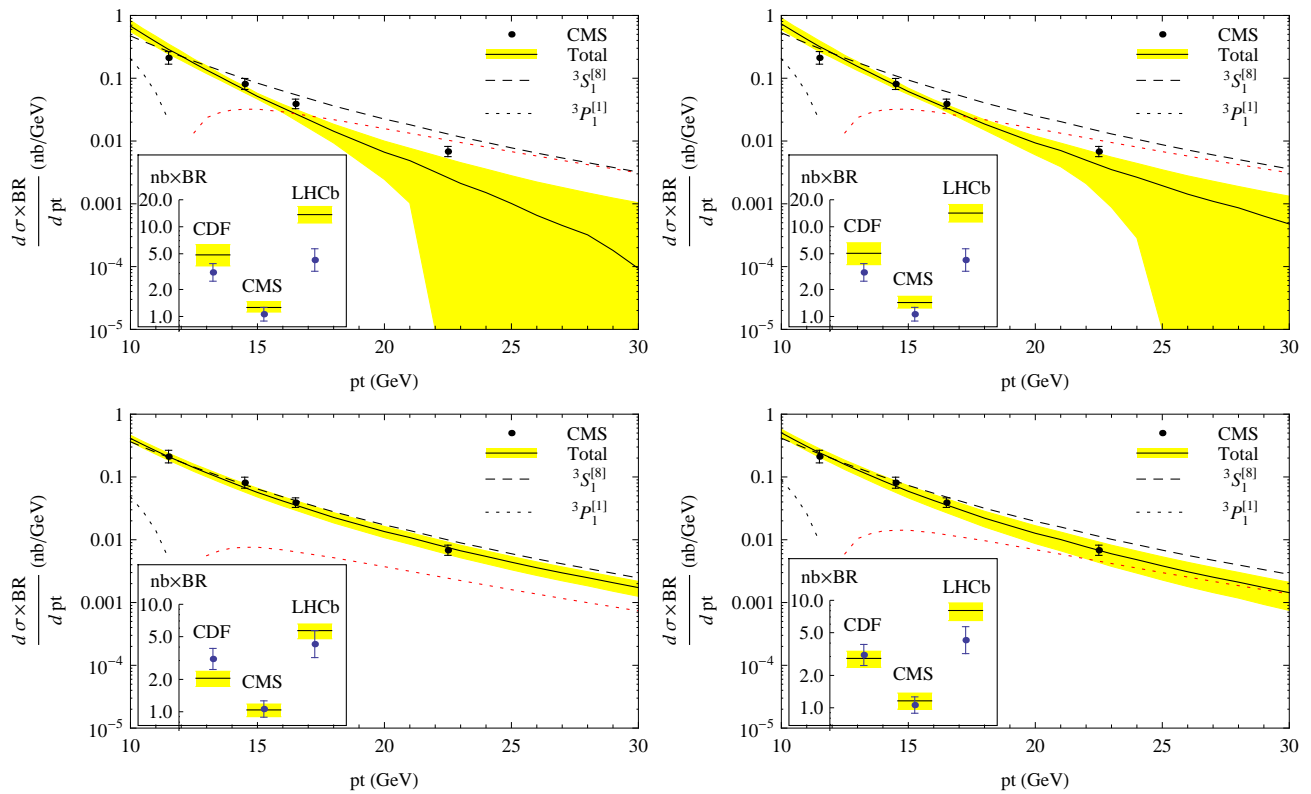 CMS
Total
³S₁^[8]
³P₁^[1]
dσ×BR
d pt
(nb/GeV)
1
0.1
0.01
0.001
10⁻⁴
10⁻⁵
nb×BR
20.0
10.0
5.0
2.0
1.0
CDF
CMS
LHCb
10 15 20 25 30
pt (GeV)
CMS
Total
³S₁^[8]
³P₁^[1]
dσ×BR
d pt
(nb/GeV)
1
0.1
0.01
0.001
10⁻⁴
10⁻⁵
nb×BR
20.0
10.0
5.0
2.0
1.0
CDF
CMS
LHCb
10 15 20 25 30
pt (GeV)
CMS
Total
³S₁^[8]
³P₁^[1]
dσ×BR
d pt
(nb/GeV)
1
0.1
0.01
0.001
10⁻⁴
10⁻⁵
nb×BR
10.0
5.0
2.0
1.0
CDF
CMS
LHCb
10 15 20 25 30
pt (GeV)
CMS
Total
³S₁^[8]
³P₁^[1]
dσ×BR
d pt
(nb/GeV)
1
0.1
0.01
0.001
10⁻⁴
10⁻⁵
nb×BR
10.0
5.0
2.0
1.0
CDF
CMS
LHCb
10 15 20 25 30
pt (GeV)